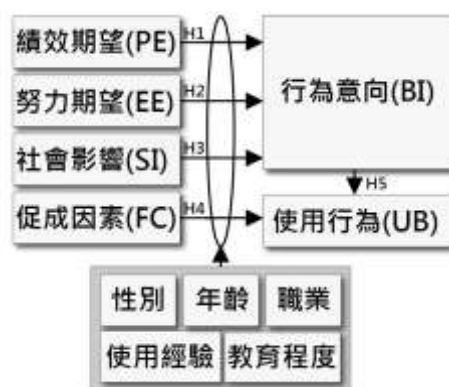 績效期望(PE)
H1
努力期望(EE)
H2
行為意向(BI)
社會影響(SI)
H3
H5
促成因素(FC)
H4
使用行為(UB)
性別
年齡
職業
使用經驗
教育程度